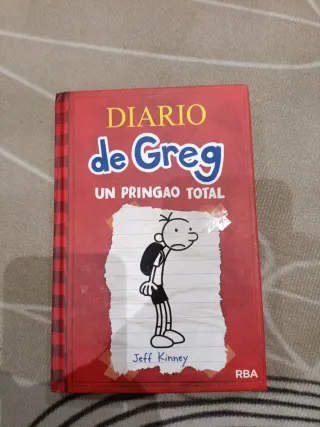 DIARIO
de Greg
UN PRINGAO TOTAL
Jeff Kinney
RBA